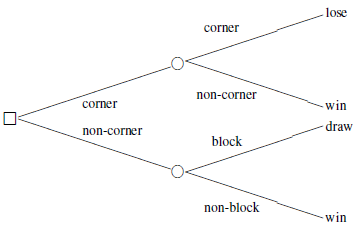 lose
corner
non-corner
corner
win
non-corner
draw
block
non-block
win